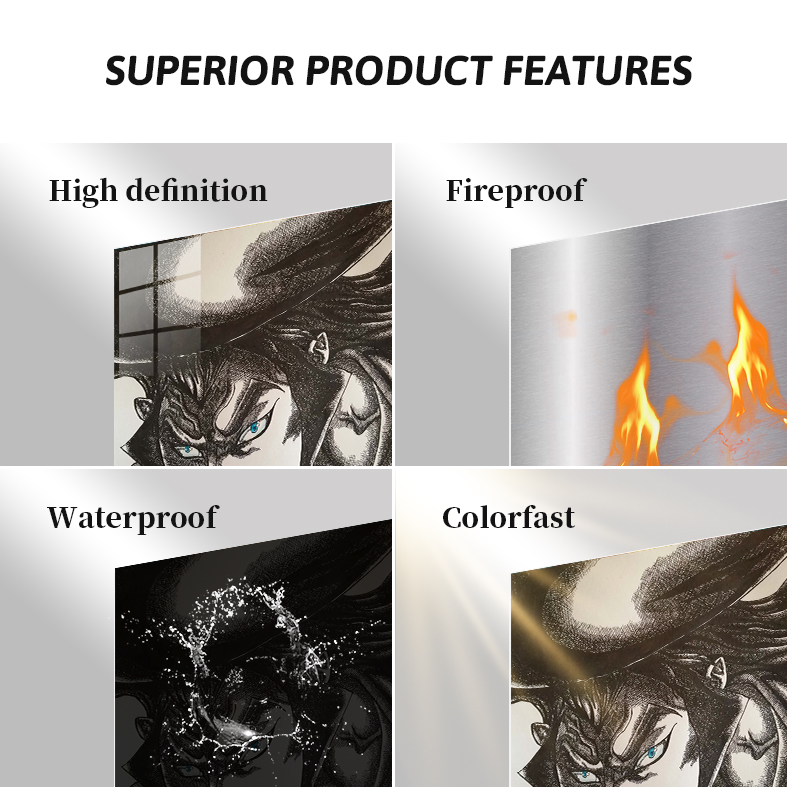 SUPERIOR PRODUCT FEATURES
High definition
Fireproof
Waterproof
Colorfast